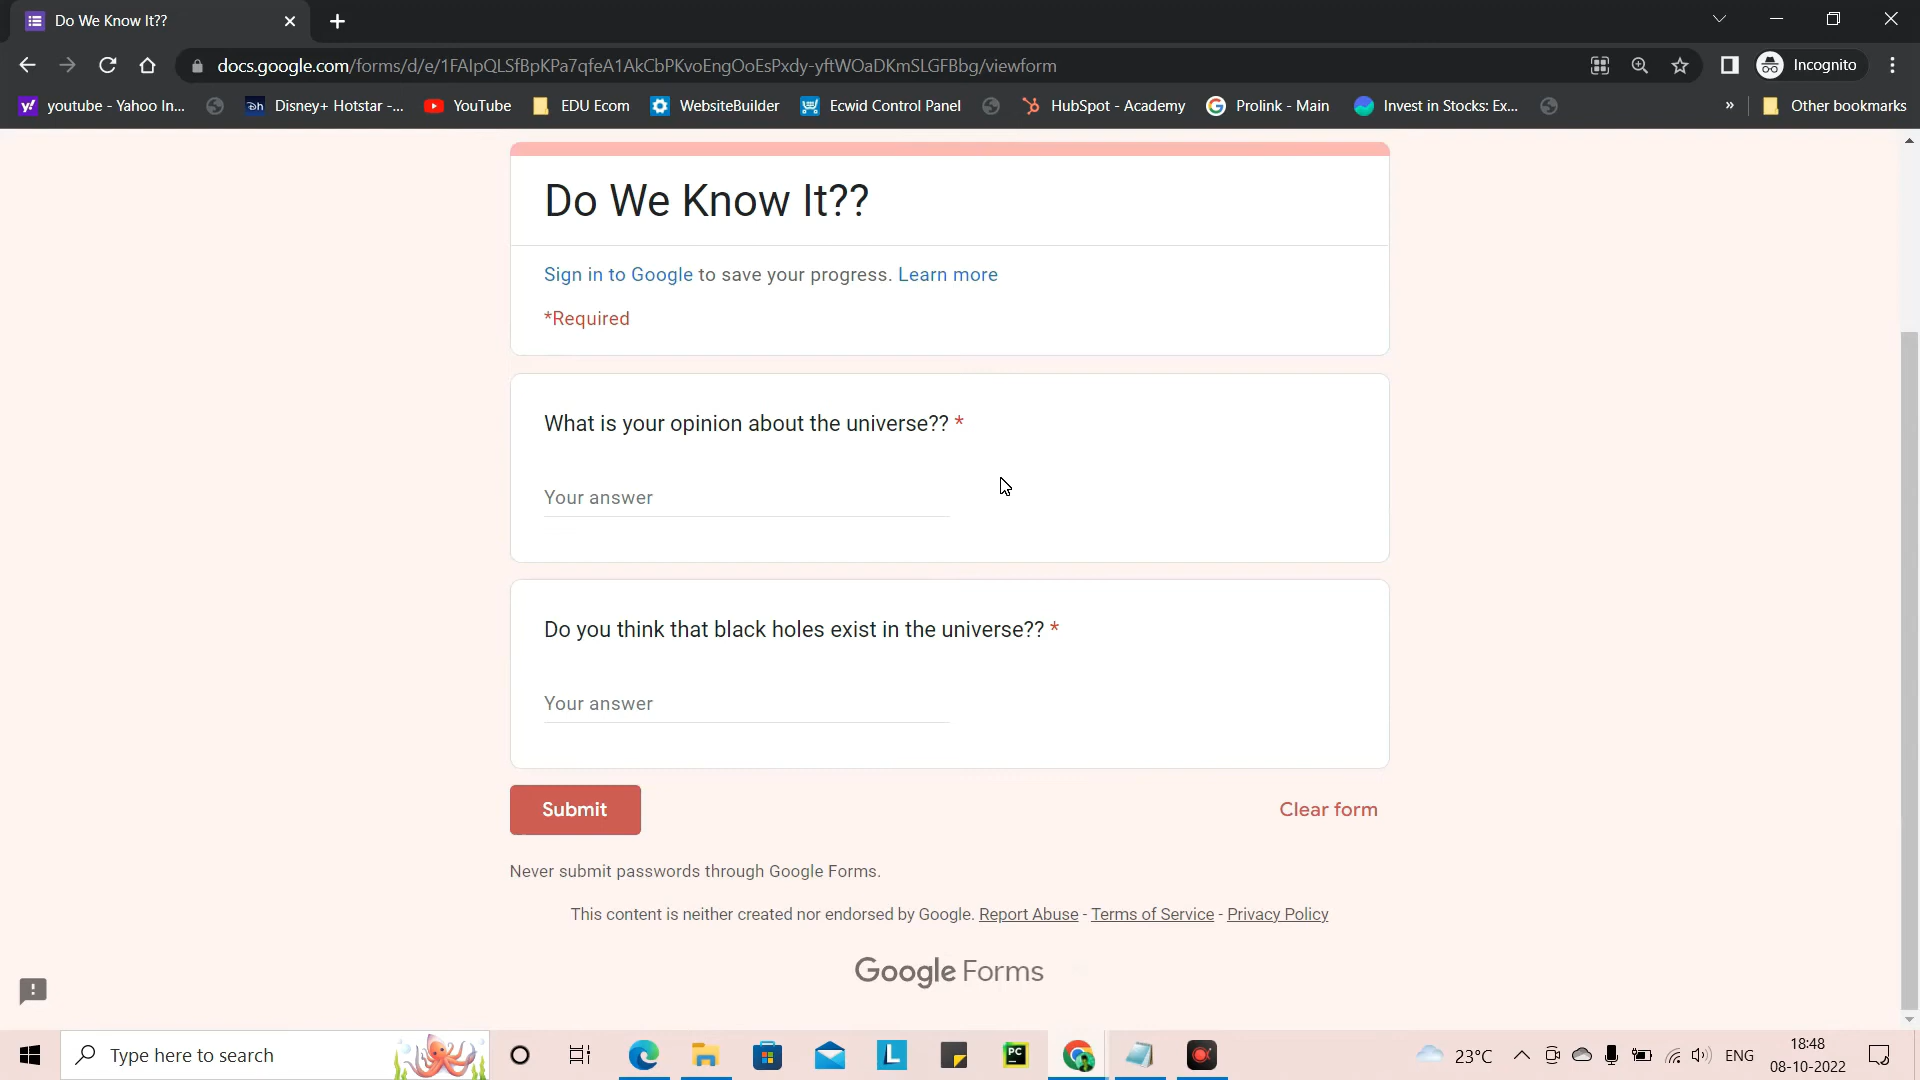 Do We Know It??
docs.google.com/forms/d/e/1FAIpQLSfBpKPa7qfeA1AkCbPKvoEngOoEsPxdy-yftWOaDKmSLGFBbg/viewform
Incognito
youtube - Yahoo In...
Disney+ Hotstar -...
YouTube
EDU Ecom
WebsiteBuilder
Ecwid Control Panel
HubSpot - Academy
Prolink - Main
Invest in Stocks: Ex...
»
Other bookmarks
Do We Know It??
Sign in to Google to save your progress. Learn more
*Required
What is your opinion about the universe?? *
Your answer
Do you think that black holes exist in the universe?? *
Your answer
Submit
Clear form
Never submit passwords through Google Forms.
This content is neither created nor endorsed by Google. Report Abuse - Terms of Service - Privacy Policy
Google Forms
Type here to search
L
PC
23°C
ENG
18:48
08-10-2022